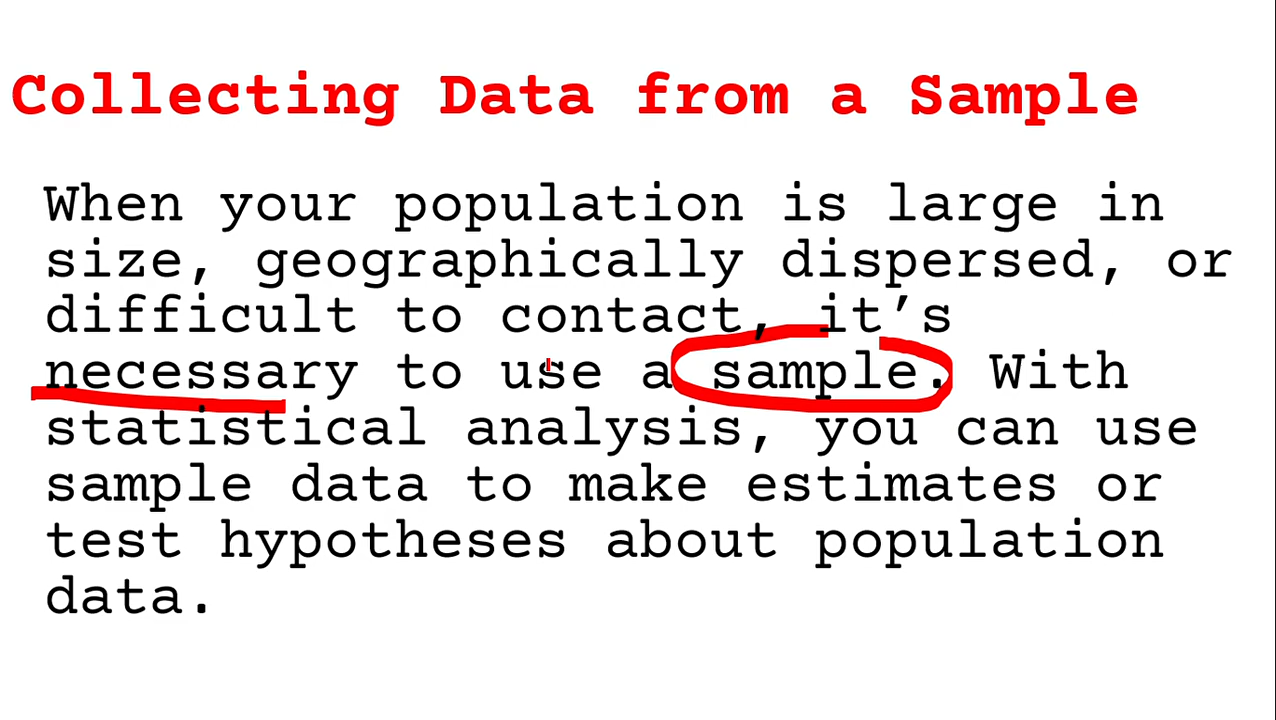 Collecting Data from a Sample
When your population is large in
size, geographically dispersed, or
difficult to contact, it’s
necessary to use a sample. With
statistical analysis, you can use
sample data to make estimates or
test hypotheses about population
data.